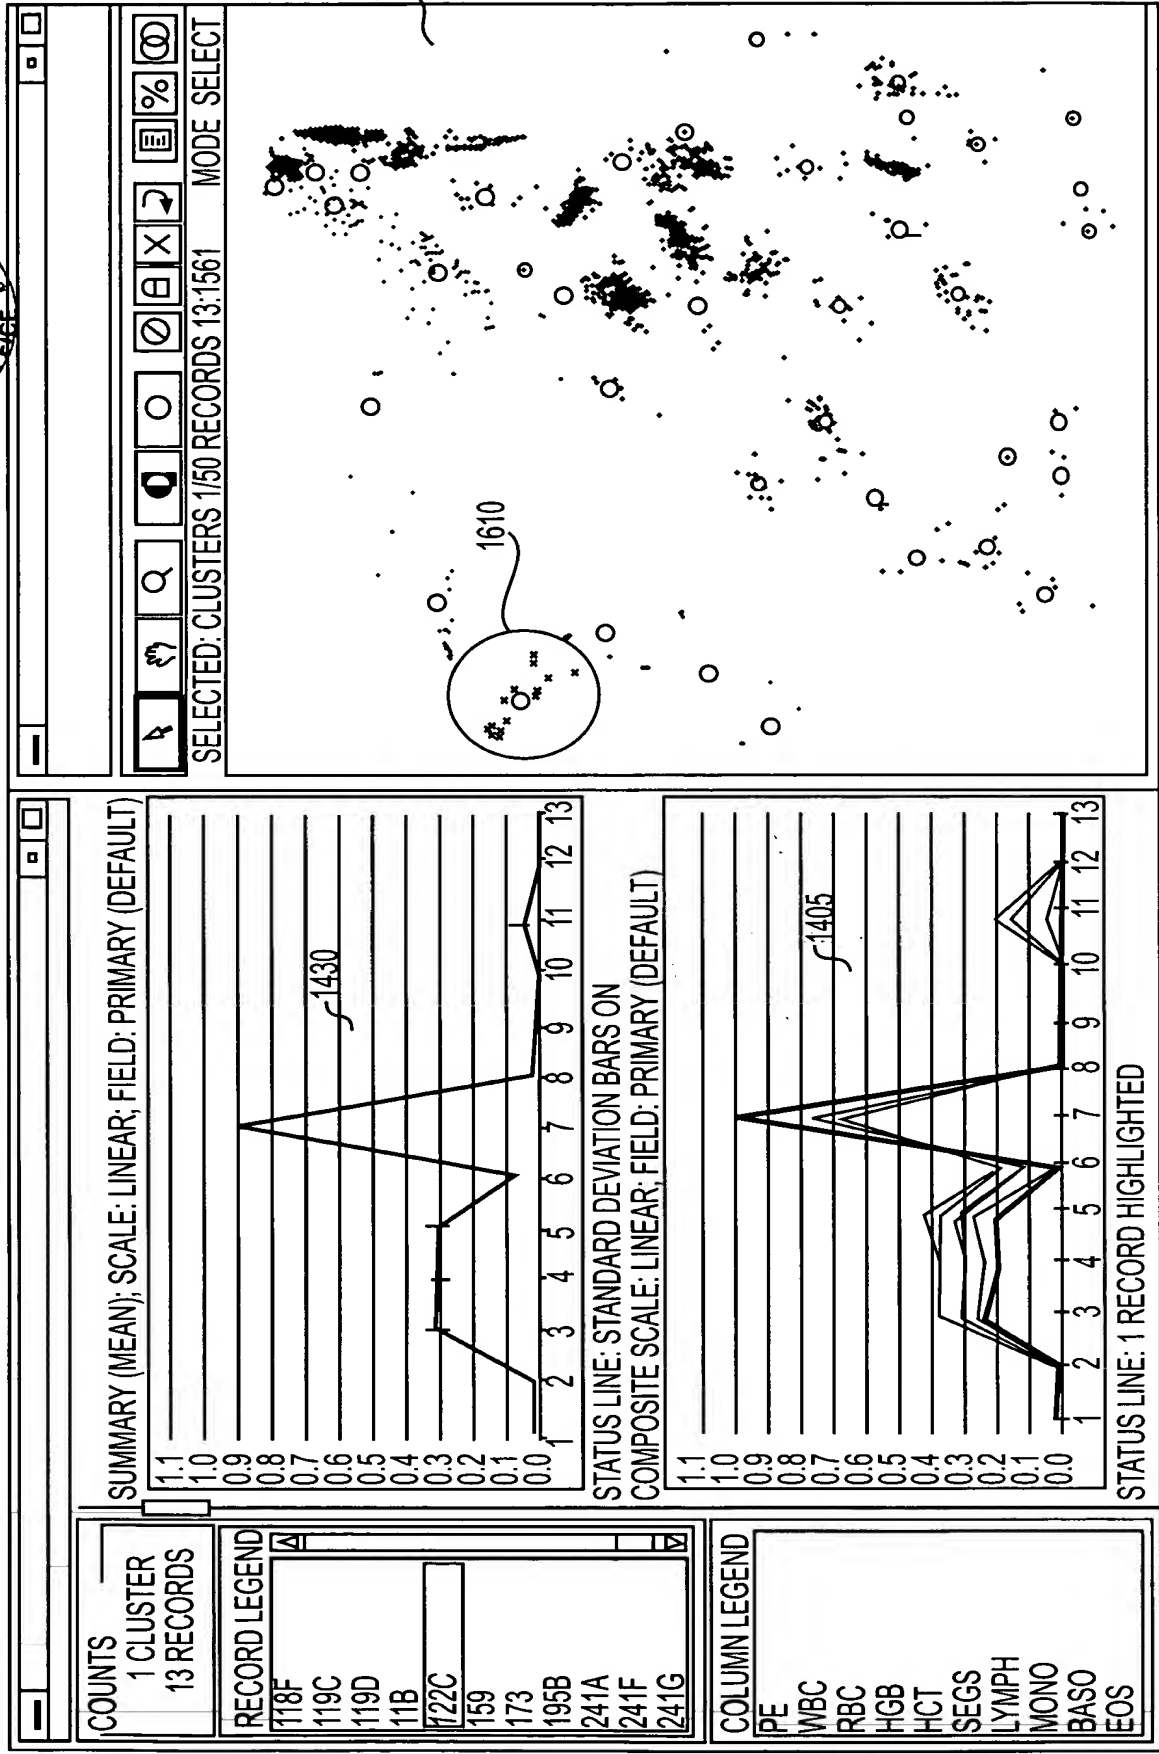 COUNTS
1 CLUSTER
13 RECORDS
RECORD LEGEND
118F
119C
119D
11B
122C
159
173
195B
241A
241F
241G
COLUMN LEGEND
PE
WBC
RBC
HGB
HCT
SEGS
LYMPH
MONO
BASO
EOS
SUMMARY (MEAN); SCALE: LINEAR; FIELD: PRIMARY (DEFAULT)
1.1
1.0
0.9
0.8
0.7
0.6
0.5
0.4
0.3
0.2
0.1
0.0
1 2 3 4 5 6 7 8 9 10 11 12 13
1430
STATUS LINE: STANDARD DEVIATION BARS ON
COMPOSITE SCALE: LINEAR; FIELD: PRIMARY (DEFAULT)
1.1
1.0
0.9
0.8
0.7
0.6
0.5
0.4
0.3
0.2
0.1
0.0
1 2 3 4 5 6 7 8 9 10 11 12 13
1405
STATUS LINE: 1 RECORD HIGHLIGHTED
%
SELECTED: CLUSTERS 1/50 RECORDS 13:1561 MODE SELECT
1610